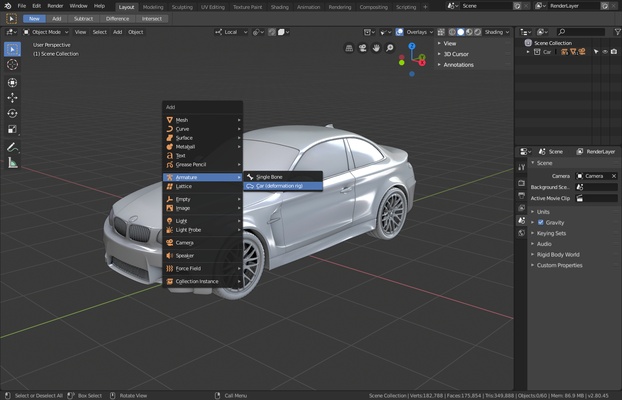 File Edit Render Window Help Layout Modeling Sculpting UV Editing Texture Paint Shading Animation Rendering Compositing Scripting + Scene RenderLayer
New Add Subtract Difference Intersect
Object Mode View Select Add Object Local Overlays Shading
User Perspective
(1) Scene Collection
View
3D Cursor
Annotations
Scene Collection
Car
Add
Mesh
Curve
Surface
Metaball
Text
Grease Pencil
Armature
Lattice
Empty
Image
Light
Light Probe
Camera
Speaker
Force Field
Collection Instance
Single Bone
Car (deformation rig)
Scene RenderLayer
Scene
Camera Camera
Background Sce..
Active Movie Clip
Units
Gravity
Keying Sets
Audio
Rigid Body World
Custom Properties
Select or Deselect All Box Select Rotate View Call Menu Scene Collection | Verts:182,788 | Faces:175,854 | Tris:349,888 | Objects:0/60 | Mem: 86.9 MB | v2.80.45